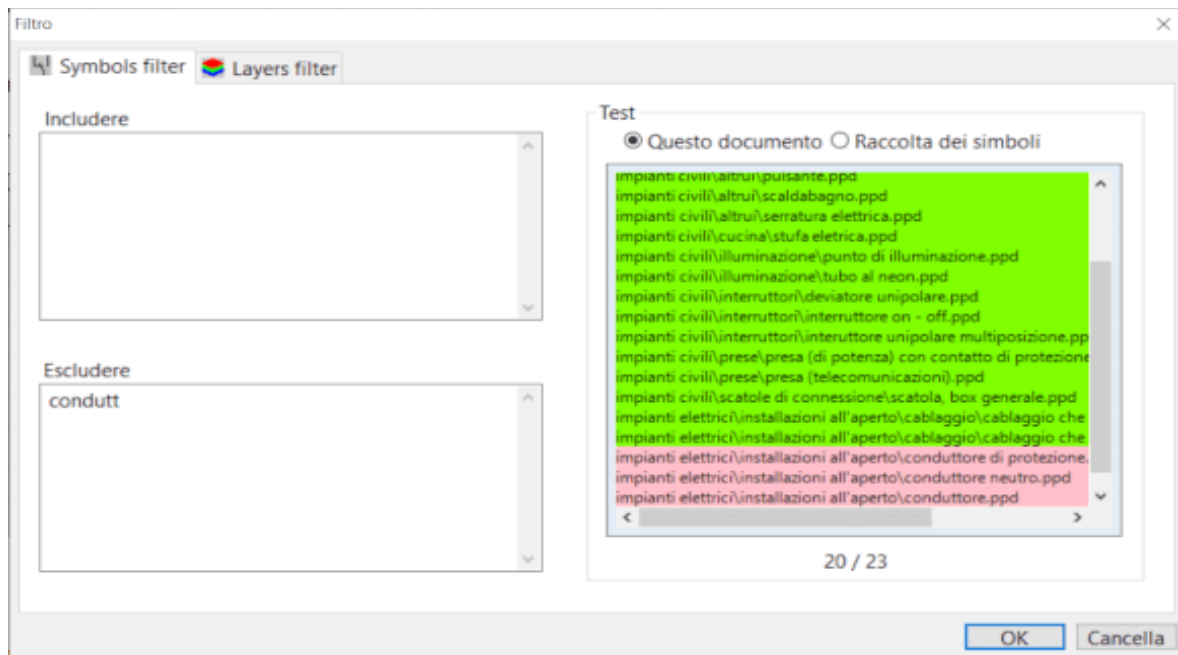 Filtro
Symbols filter
Layers filter
Includere
Escludere
condutt
Test
Questo documento
Raccolta dei simboli
impianti civili\altrui\pulsante.ppd
impianti civili\altrui\scaldabagno.ppd
impianti civili\altrui\serratura elettrica.ppd
impianti civili\cucina\stufa eletrica.ppd
impianti civili\illuminazione\punto di illuminazione.ppd
impianti civili\illuminazione\tubo al neon.ppd
impianti civili\interruttori\deviatore unipolare.ppd
impianti civili\interruttori\interruttore on - off.ppd
impianti civili\interruttori\interuttore unipolare multiposizione.pp
impianti civili\prese\presa (di potenza) con contatto di protezione
impianti civili\prese\presa (telecomunicazioni).ppd
impianti civili\scatole di connessione\scatola, box generale.ppd
impianti elettrici\installazioni all'aperto\cablaggio\cablaggio che
impianti elettrici\installazioni all'aperto\cablaggio\cablaggio che
impianti elettrici\installazioni all'aperto\conduttore di protezione.
impianti elettrici\installazioni all'aperto\conduttore neutro.ppd
impianti elettrici\installazioni all'aperto\conduttore.ppd
20 / 23
OK
Cancella